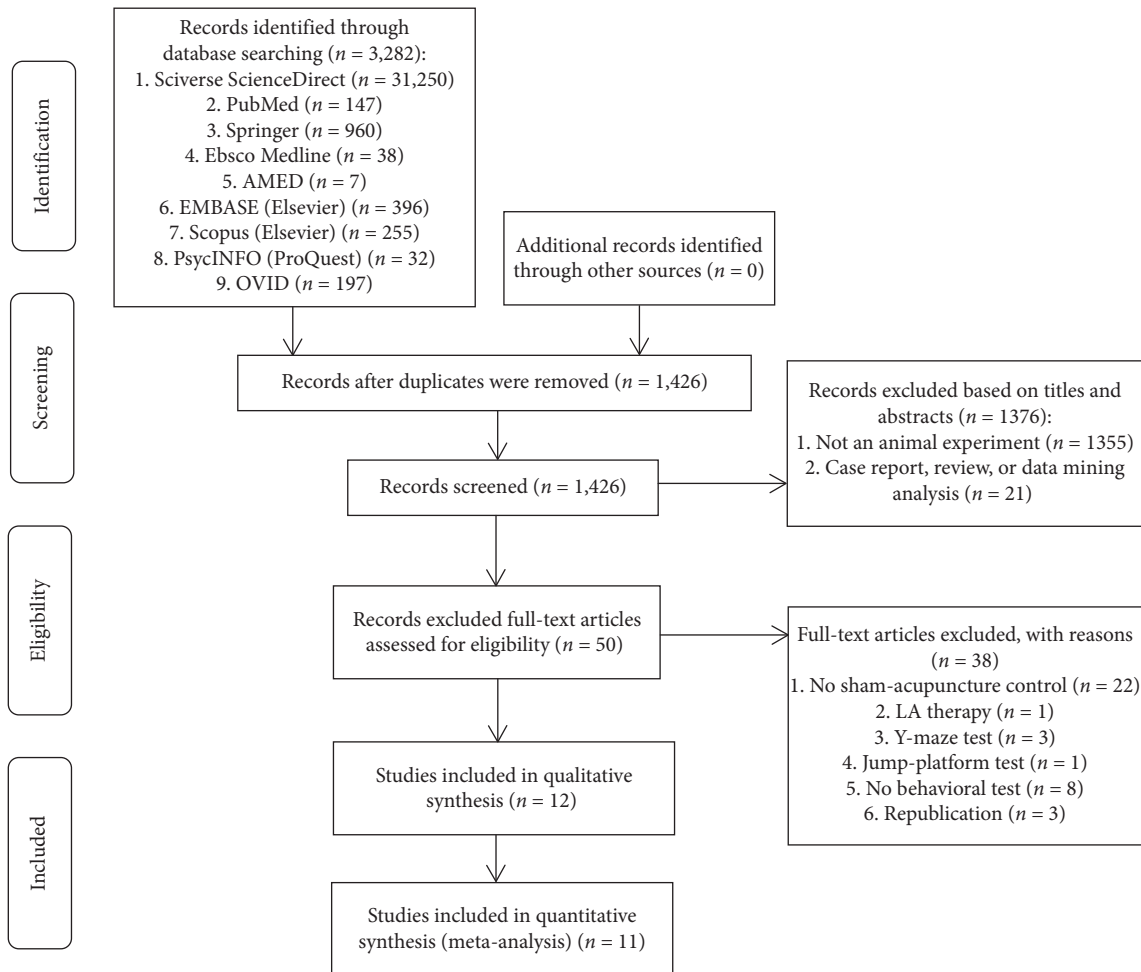 Identification
Records identified through
database searching (n = 3,282):
1. Sciverse ScienceDirect (n = 31,250)
2. PubMed (n = 147)
3. Springer (n = 960)
4. Ebsco Medline (n = 38)
5. AMED (n = 7)
6. EMBASE (Elsevier) (n = 396)
7. Scopus (Elsevier) (n = 255)
8. PsycINFO (ProQuest) (n = 32)
9. OVID (n = 197)
Additional records identified
through other sources (n = 0)
Screening
Records after duplicates were removed (n = 1,426)
Records screened (n = 1,426)
Records excluded based on titles and
abstracts (n = 1376):
1. Not an animal experiment (n = 1355)
2. Case report, review, or data mining
analysis (n = 21)
Eligibility
Records excluded full-text articles
assessed for eligibility (n = 50)
Full-text articles excluded, with reasons
(n = 38)
1. No sham-acupuncture control (n = 22)
2. LA therapy (n = 1)
3. Y-maze test (n = 3)
4. Jump-platform test (n = 1)
5. No behavioral test (n = 8)
6. Republication (n = 3)
Included
Studies included in qualitative
synthesis (n = 12)
Studies included in quantitative
synthesis (meta-analysis) (n = 11)